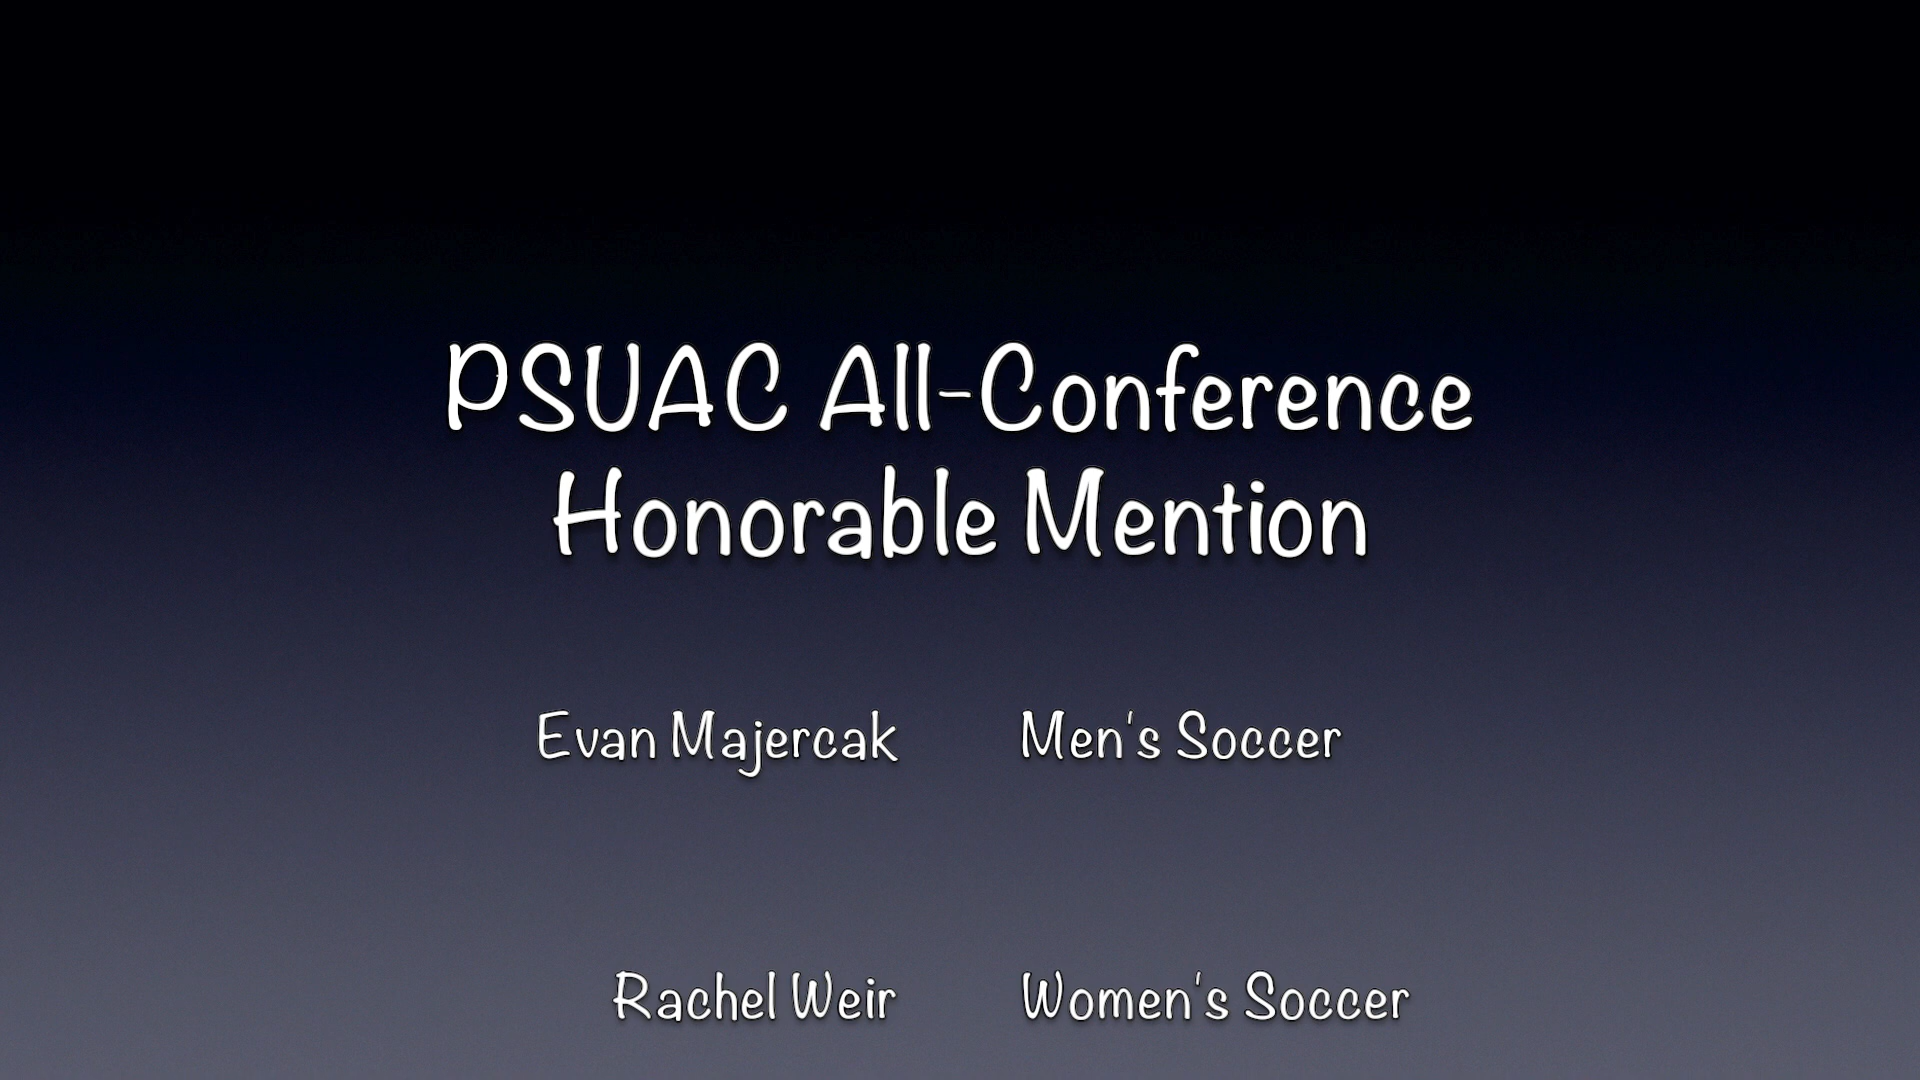 PSUAC All-Conference
Honorable Mention
Evan Majercak Men's Soccer
Rachel Weir Women's Soccer